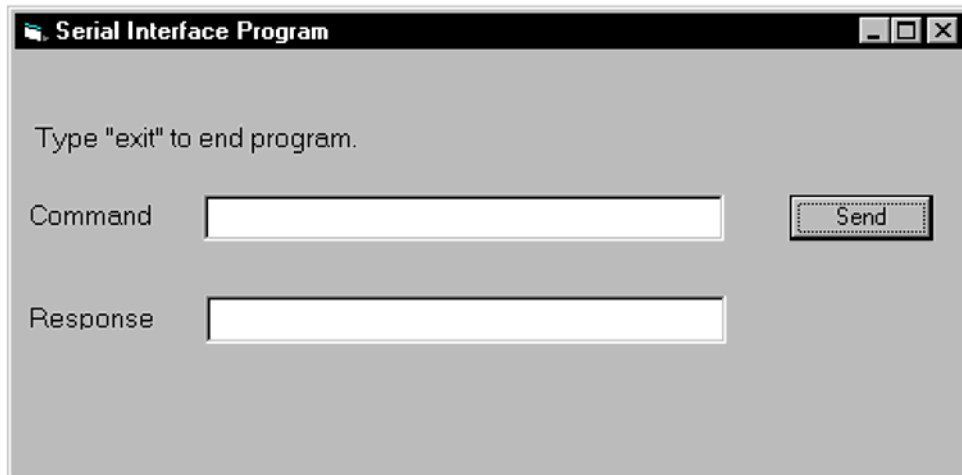 Serial Interface Program
Type "exit" to end program.
Command
Send
Response